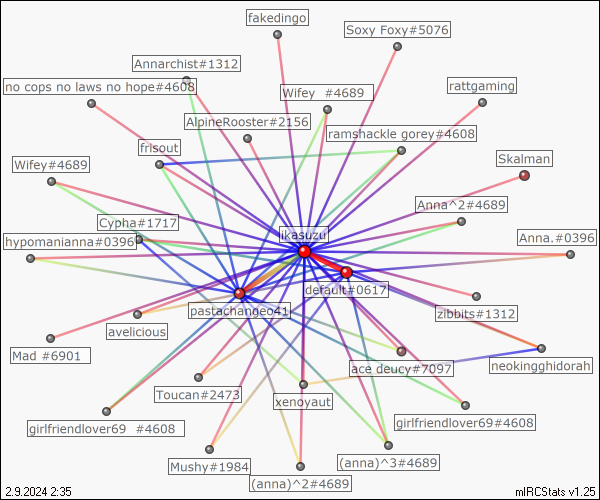 fakedingo
Soxy Foxy#5076
Annarchist#1312
no cops no laws no hope#4608
Wifey  #4689
rattgaming
AlpineRooster#2156
ramshackle gorey#4608
frisout
Skalman
Wifey#4689
Anna^2#4689
Cypha#1717
ikasuzu
Anna.#0396
hypomanianna#0396
default#0617
pastachangeo41
zibbits#1312
avelicious
Mad #6901
ace deucy#7097
neokingghidorah
Toucan#2473
xenoyaut
girlfriendlover69  #4608
girlfriendlover69#4608
Mushy#1984
(anna)^3#4689
(anna)^2#4689
2.9.2024 2:35
mIRCStats v1.25